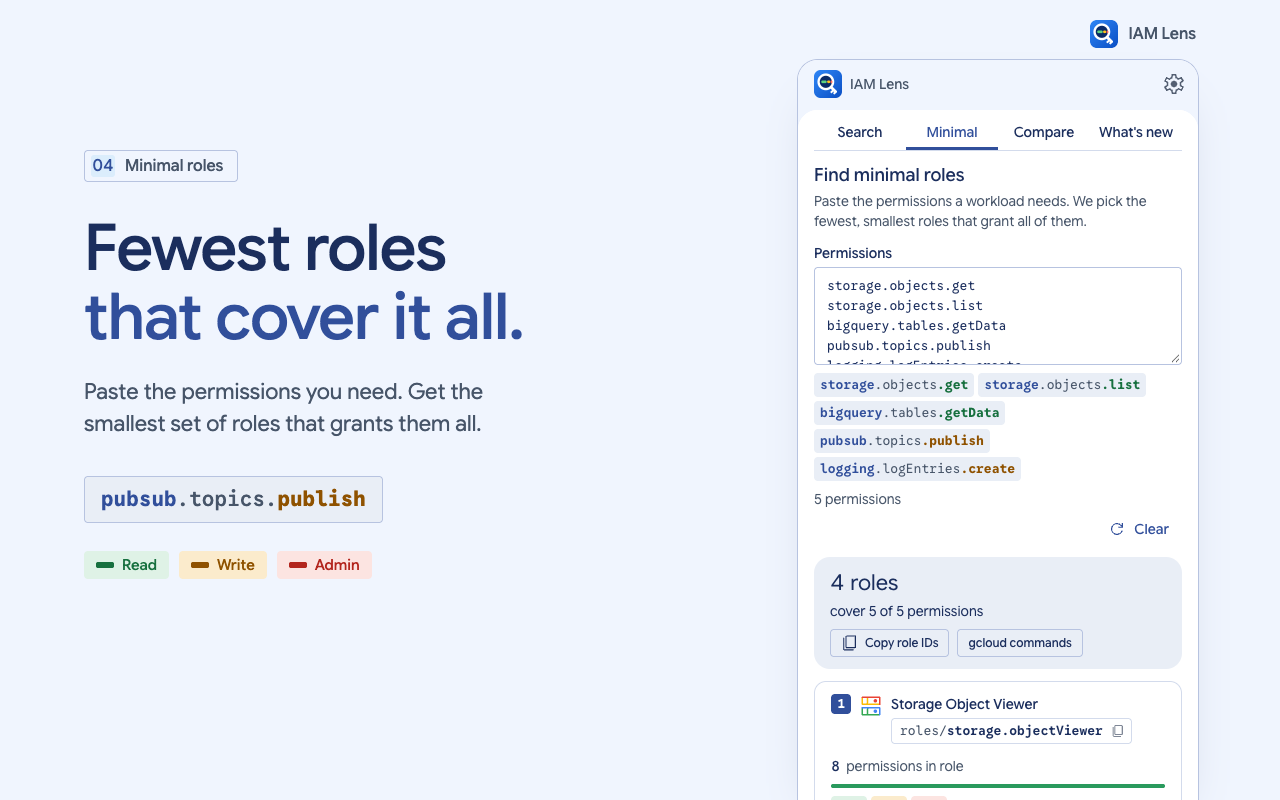 IAM Lens
04 Minimal roles
Fewest roles
that cover it all.
Paste the permissions you need. Get the
smallest set of roles that grants them all.
pubsub.topics.publish
Read Write Admin
IAM Lens
Search Minimal Compare What's new
Find minimal roles
Paste the permissions a workload needs. We pick the
fewest, smallest roles that grant all of them.
Permissions
storage.objects.get
storage.objects.list
bigquery.tables.getData
pubsub.topics.publish
logging.logEntries.create
storage.objects.get storage.objects.list
bigquery.tables.getData
pubsub.topics.publish
logging.logEntries.create
5 permissions
Clear
4 roles
cover 5 of 5 permissions
Copy role IDs gcloud commands
1 Storage Object Viewer
roles/storage.objectViewer
8 permissions in role